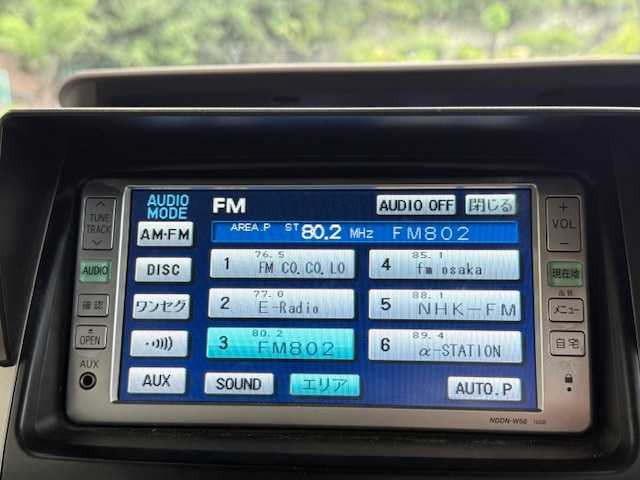 AUDIO MODE
FM
AUDIO OFF
閉じる
AREA.P ST 80.2 MHz FM802
AM・FM
DISC
ワンセグ
AUX
1 76.5 FM CO.CO.LO
2 77.0 E-Radio
3 80.2 FM802
4 85.1 fm osaka
5 88.1 NHK-FM
6 89.4 α-STATION
SOUND
エリア
AUTO.P
TUNE TRACK
AUDIO
確認
OPEN
AUX
+
VOL
−
現在地
メニュー
自宅
NDDN-W56